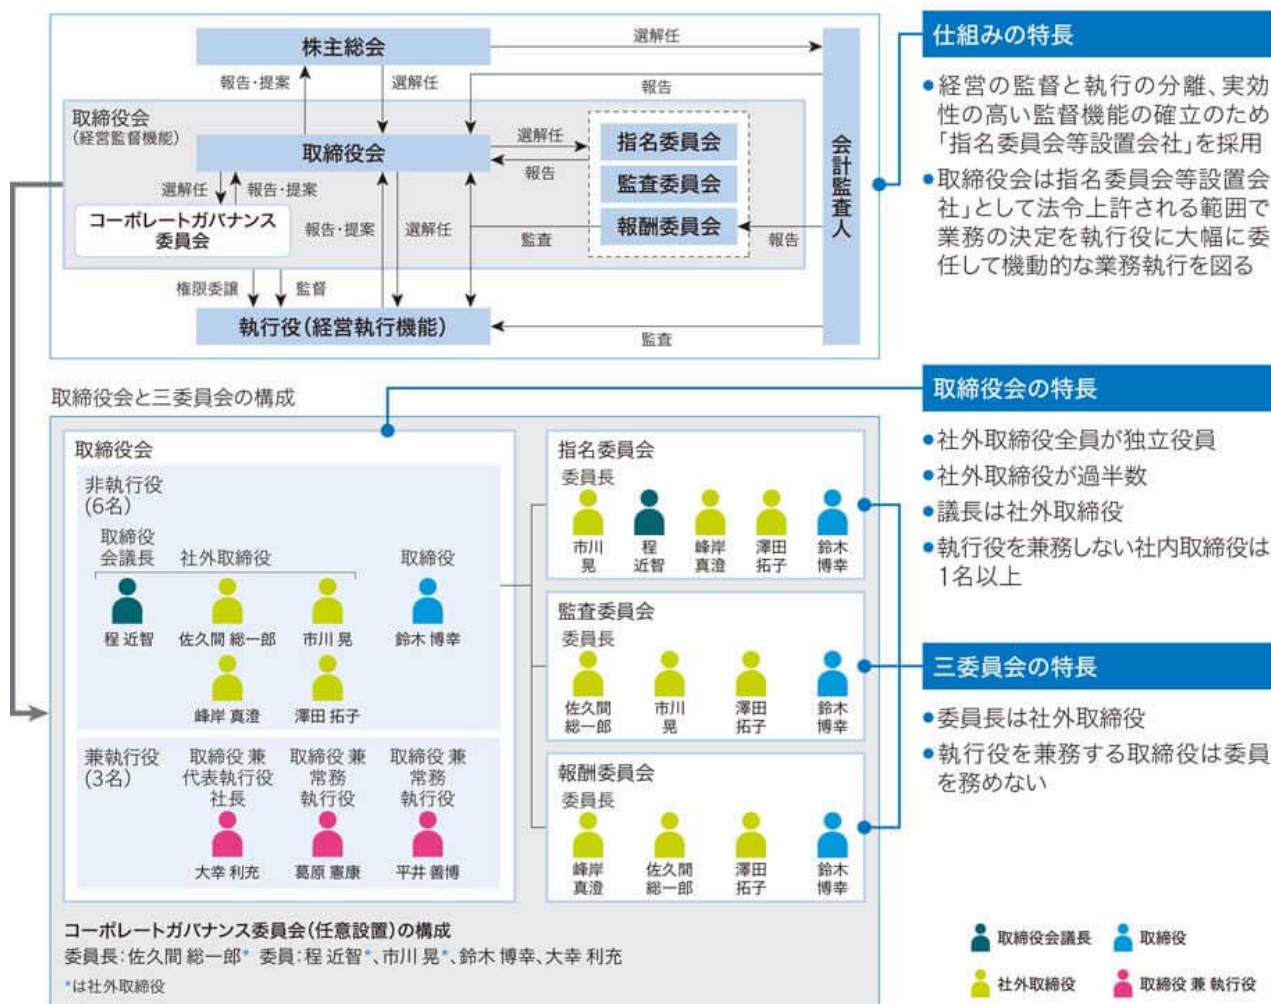 株主総会
選解任
報告・提案
選解任
報告
取締役会
(経営監督機能)
取締役会
選解任
報告
指名委員会
監査委員会
報酬委員会
会計監査人
選解任
報告・提案
コーポレートガバナンス
委員会
報告・提案
選解任
監査
報告
権限委譲
監督
執行役(経営執行機能)
監査
仕組みの特長
●経営の監督と執行の分離、実効
性の高い監督機能の確立のため
「指名委員会等設置会社」を採用
●取締役会は指名委員会等設置会
社」として法令上許される範囲で
業務の決定を執行役に大幅に委
任して機動的な業務執行を図る
取締役会と三委員会の構成
取締役会
非執行役
(6名)
取締役
会議長
社外取締役
取締役
程 近智
佐久間 総一郎
市川 晃
鈴木 博幸
峰岸 真澄
澤田 拓子
兼執行役
(3名)
取締役 兼
代表執行役
社長
取締役 兼
常務
執行役
取締役 兼
常務
執行役
大幸 利充
葛原 憲康
平井 善博
指名委員会
委員長
市川
晃
程
近智
峰岸
真澄
澤田
拓子
鈴木
博幸
監査委員会
委員長
佐久間
総一郎
市川
晃
澤田
拓子
鈴木
博幸
報酬委員会
委員長
峰岸
真澄
佐久間
総一郎
澤田
拓子
鈴木
博幸
コーポレートガバナンス委員会(任意設置)の構成
委員長:佐久間 総一郎* 委員:程 近智*、市川 晃*、鈴木 博幸、大幸 利充
*は社外取締役
取締役会の特長
●社外取締役全員が独立役員
●社外取締役が過半数
●議長は社外取締役
●執行役を兼務しない社内取締役は
1名以上
三委員会の特長
●委員長は社外取締役
●執行役を兼務する取締役は委員
を務めない
取締役会議長
取締役
社外取締役
取締役 兼 執行役